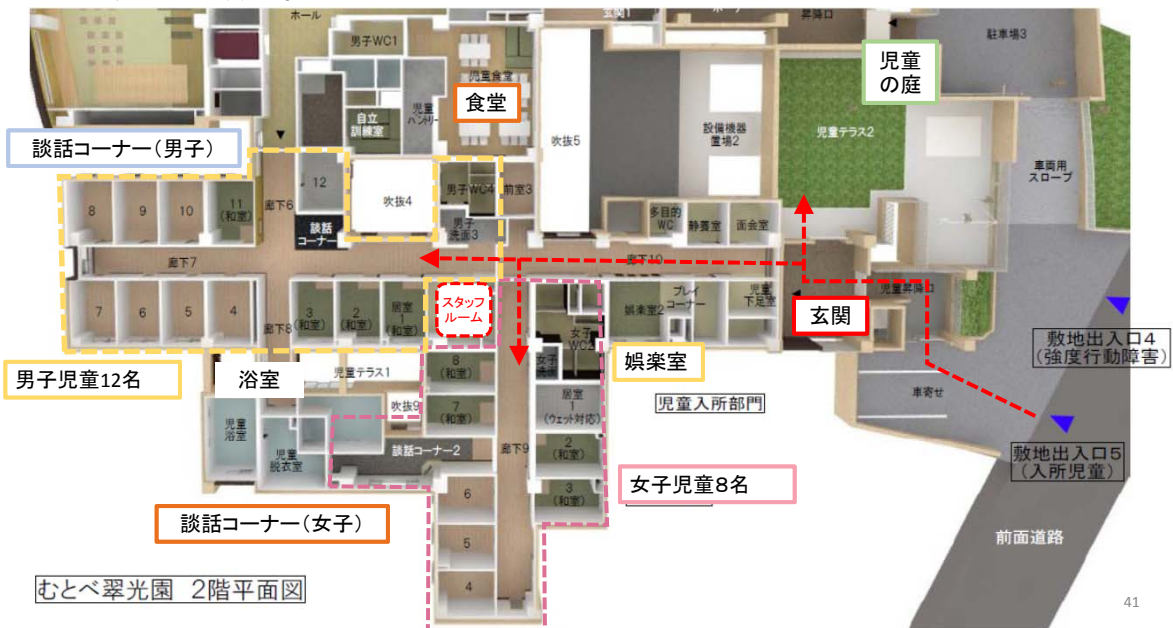 ホール
玄関1
昇降口
駐車場3
男子WC1
児童食堂
食堂
児童
の庭
児童
パントリー
自立
訓練室
吹抜5
設備機器
置場2
児童テラス2
車両用
スロープ
談話コーナー(男子)
12
吹抜4
男子WC4
前室3
8
9
10
11
(和室)
廊下6
談話
コーナー
男子
洗面3
多目的
WC
静養室
面会室
廊下7
廊下10
7
6
5
4
廊下8
3
(和室)
2
(和室)
居室
1
(和室)
スタッフ
ルーム
娯楽室2
プレイ
コーナー
児童
下足室
玄関
児童昇降口
女子
WC2
女子
洗面
敷地出入口4
(強度行動障害)
男子児童12名
浴室
児童テラス1
8
(和室)
娯楽室
吹抜9
7
(和室)
居室
1
(ウェット対応)
児童入所部門
車寄せ
児童
浴室
児童
脱衣室
談話コーナー2
廊下9
2
(和室)
敷地出入口5
(入所児童)
6
3
(和室)
女子児童8名
談話コーナー(女子)
5
前面道路
4
むとべ翠光園 2階平面図
41